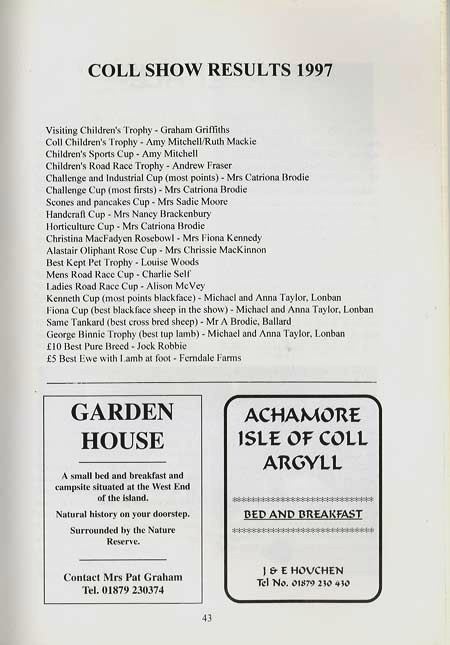 COLL SHOW RESULTS 1997
Visiting Children's Trophy - Graham Griffiths
Coll Children's Trophy - Amy Mitchell/Ruth Mackie
Children's Sports Cup - Amy Mitchell
Children's Road Race Trophy - Andrew Fraser
Challenge and Industrial Cup (most points) - Mrs Catriona Brodie
Challenge Cup (most firsts) - Mrs Catriona Brodie
Scones and pancakes Cup - Mrs Sadie Moore
Handcraft Cup - Mrs Nancy Brackenbury
Horticulture Cup - Mrs Catriona Brodie
Christina MacFadyen Rosebowl - Mrs Fiona Kennedy
Alastair Oliphant Rose Cup - Mrs Chrissie MacKinnon
Best Kept Pet Trophy - Louise Woods
Mens Road Race Cup - Charlie Self
Ladies Road Race Cup - Alison McVey
Kenneth Cup (most points blackface) - Michael and Anna Taylor, Lonban
Fiona Cup (best blackface sheep in the show) - Michael and Anna Taylor, Lonban
Same Tankard (best cross bred sheep) - Mr A Brodie, Ballard
George Binnie Trophy (best tup lamb) - Michael and Anna Taylor, Lonban
£10 Best Pure Breed - Jock Robbie
£5 Best Ewe with Lamb at foot - Ferndale Farms
GARDEN
HOUSE
A small bed and breakfast and
campsite situated at the West End
of the island.
Natural history on your doorstep.
Surrounded by the Nature
Reserve.
Contact Mrs Pat Graham
Tel. 01879 230374
ACHAMORE
ISLE OF COLL
ARGYLL
BED AND BREAKFAST
J & E HOUCHEN
Tel No. 01879 230 430
43